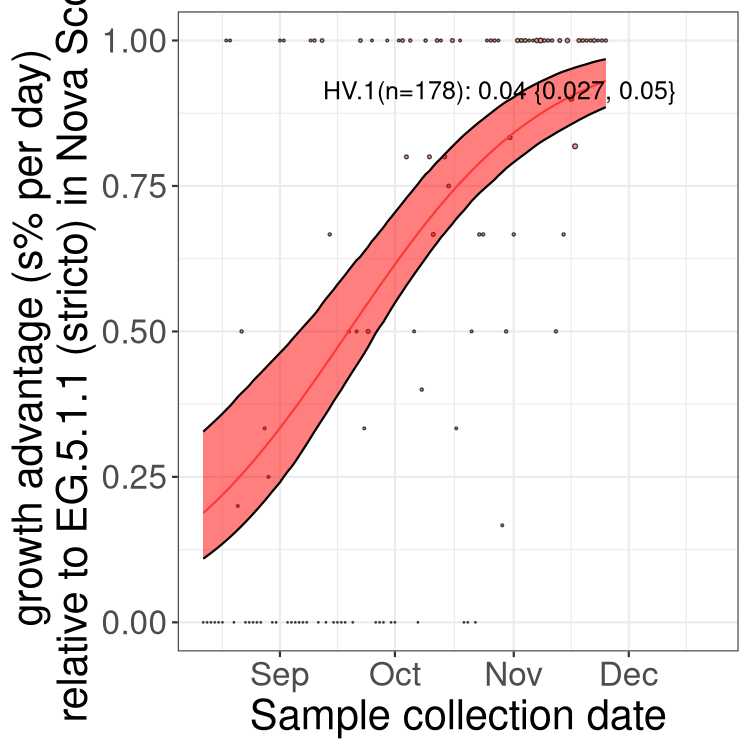 growth advantage (s% per day)
relative to EG.5.1.1 (stricto) in Nova Sco
1.00
0.75
0.50
0.25
0.00
HV.1(n=178): 0.04 {0.027, 0.05}
Sep Oct Nov Dec
Sample collection date